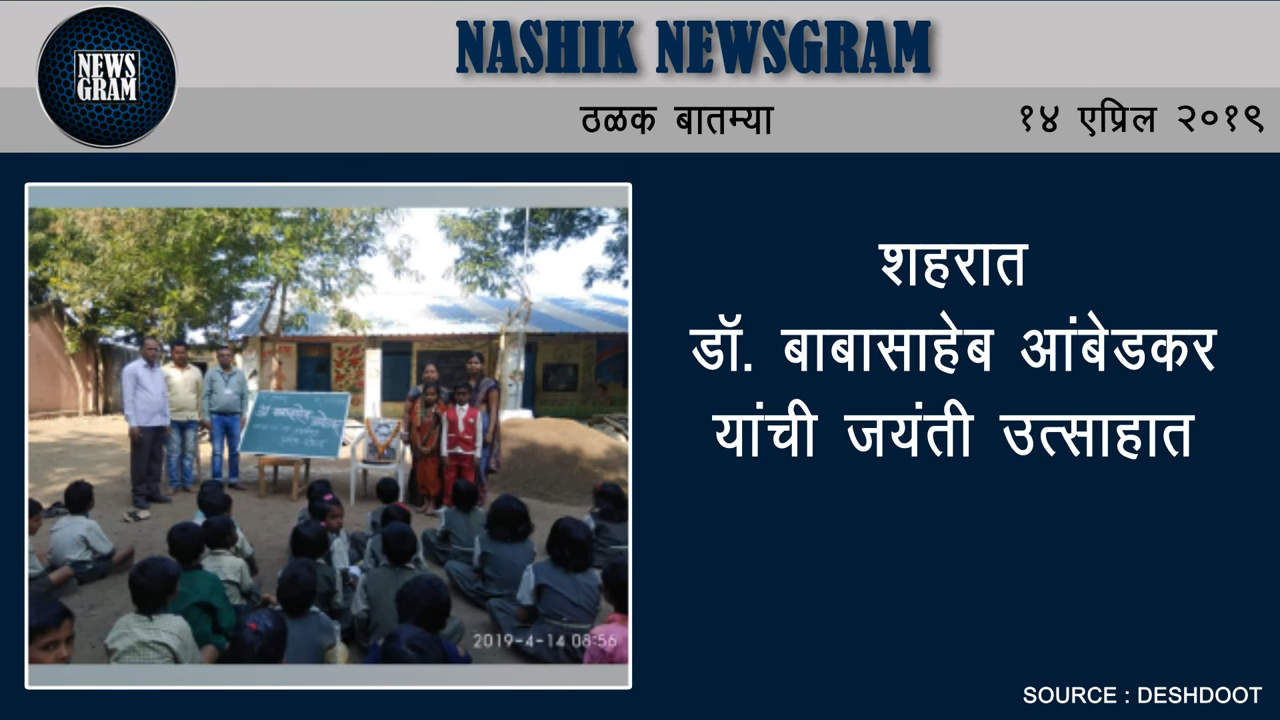 NEWS
GRAM
NASHIK NEWSGRAM
ठळक बातम्या
१४ एप्रिल २०१९
शहरात
डॉ. बाबासाहेब आंबेडकर
यांची जयंती उत्साहात
2019-4-14 08:56
SOURCE : DESHDOOT